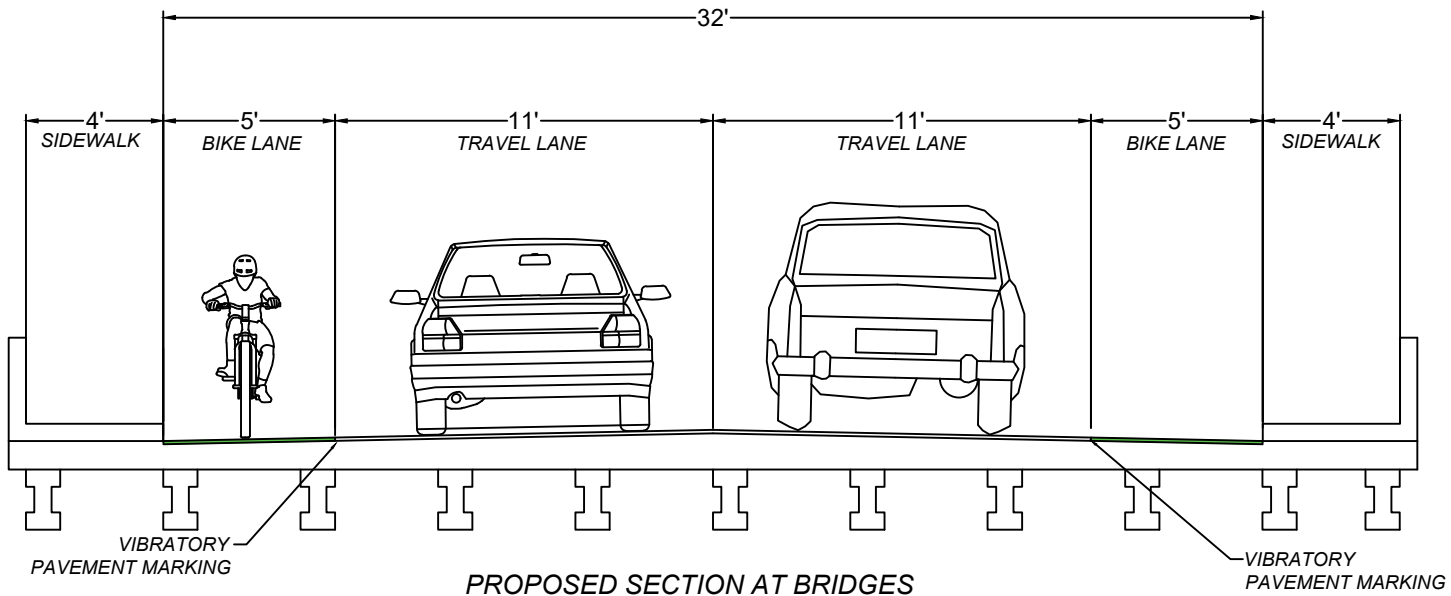 32'
4' 5' 11' 11' 5' 4'
SIDEWALK BIKE LANE TRAVEL LANE TRAVEL LANE BIKE LANE SIDEWALK
VIBRATORY
PAVEMENT MARKING
VIBRATORY
PAVEMENT MARKING
PROPOSED SECTION AT BRIDGES